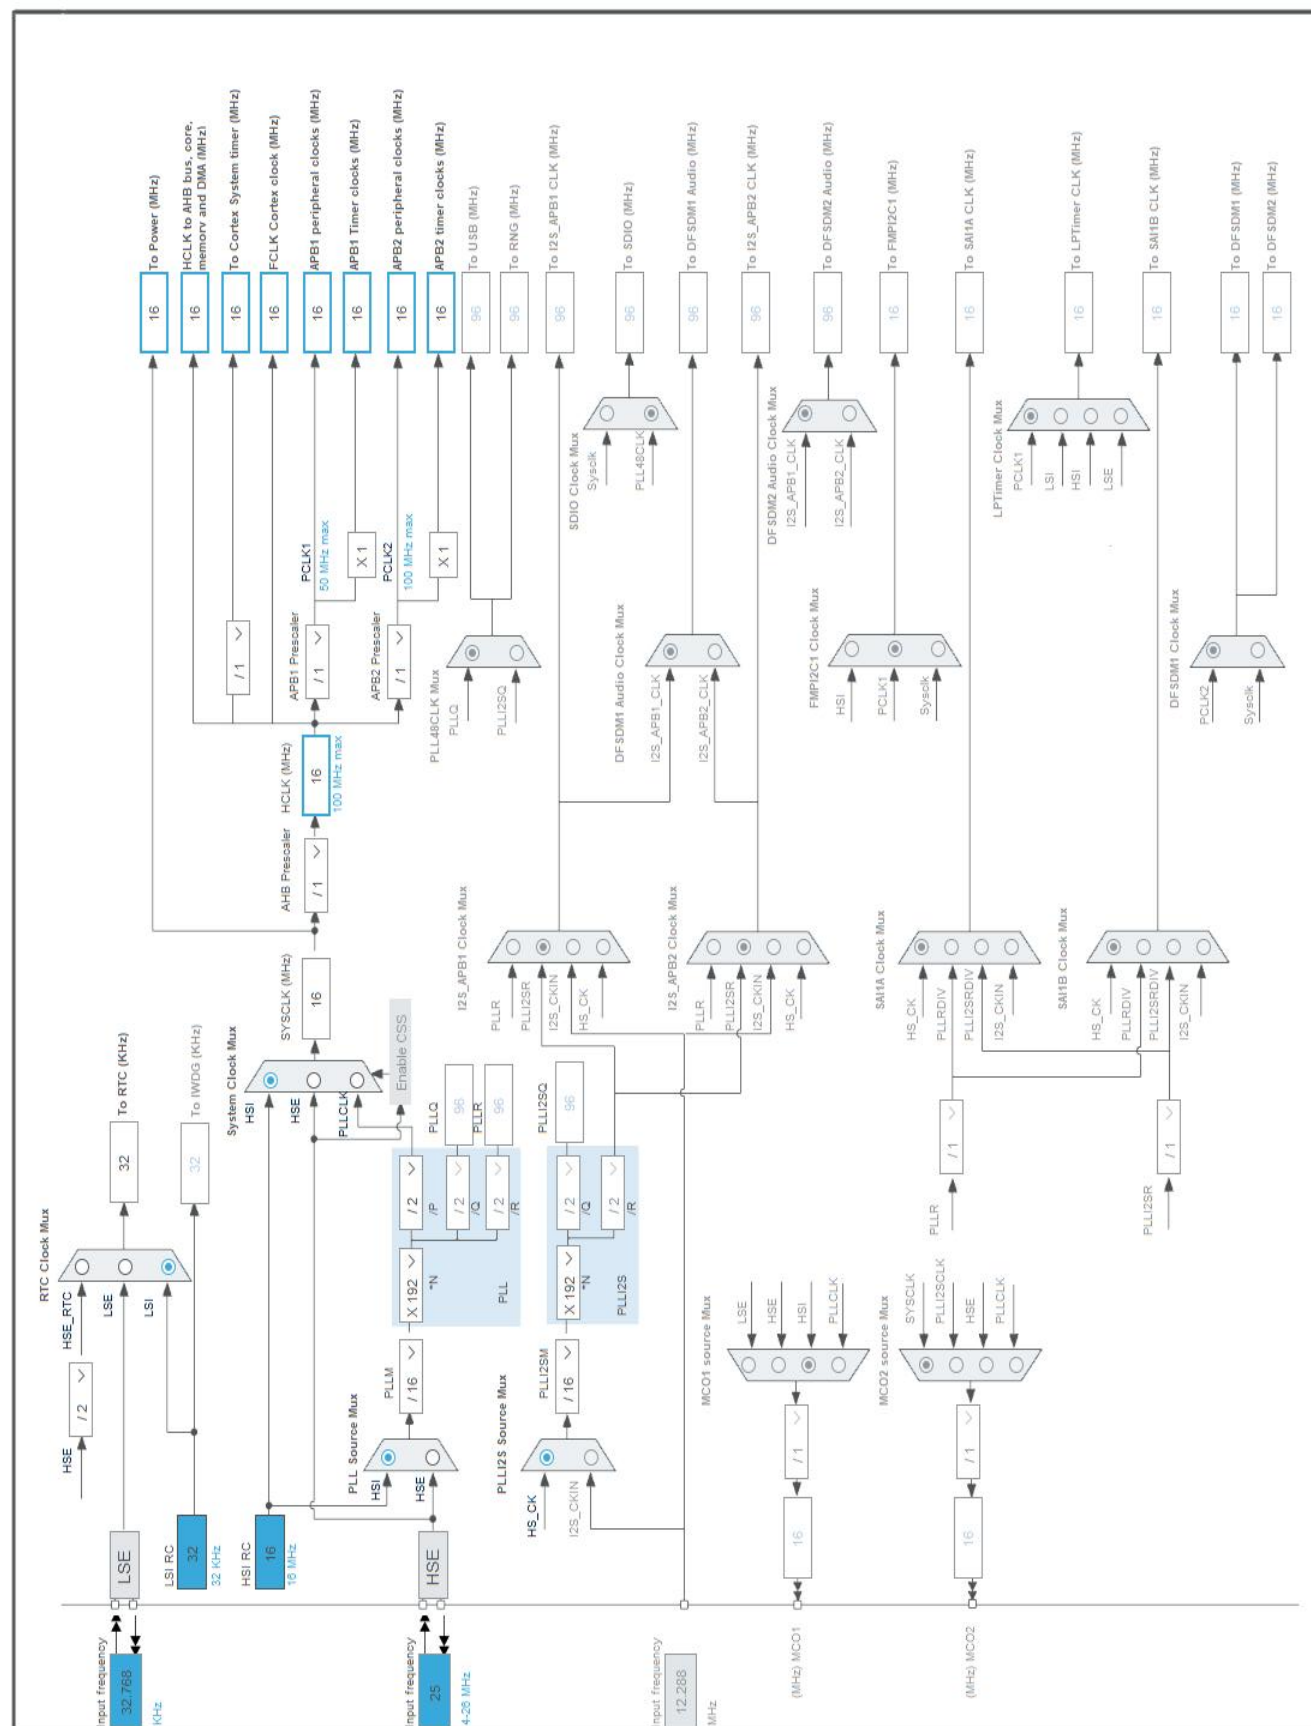 Input frequency
32.768
KHz
LSE
LSI RC
32
32 KHz
HSE
/ 2
HSE_RTC
LSE
LSI
RTC Clock Mux
32
To RTC (KHz)
32
To IWDG (KHz)
HSI RC
16
16 MHz
Input frequency
25
4-26 MHz
HSE
PLL Source Mux
HSI
HSE
PLLM
/ 16
X 192
*N
PLL
/ 2
/P
/ 2
/Q
/ 2
/R
PLLQ
96
PLLR
96
System Clock Mux
HSI
HSE
PLLCLK
Enable CSS
SYSCLK (MHz)
16
AHB Prescaler
/ 1
HCLK (MHz)
16
100 MHz max
/ 1
APB1 Prescaler
/ 1
PCLK1
50 MHz max
X 1
APB2 Prescaler
/ 1
PCLK2
100 MHz max
X 1
16
To Power (MHz)
16
HCLK to AHB bus, core,
memory and DMA (MHz)
16
To Cortex System timer (MHz)
16
FCLK Cortex clock (MHz)
16
APB1 peripheral clocks (MHz)
16
APB1 Timer clocks (MHz)
16
APB2 peripheral clocks (MHz)
16
APB2 timer clocks (MHz)
PLL48CLK Mux
PLLQ
PLLI2SQ
96
To USB (MHz)
96
To RNG (MHz)
PLLI2S Source Mux
HS_CK
I2S_CKIN
PLLI2SM
/ 16
X 192
*N
PLLI2S
/ 2
/Q
/ 2
/R
PLLI2SQ
96
Input frequency
12.288
MHz
I2S_APB1 Clock Mux
PLLR
PLLI2SR
I2S_CKIN
HS_CK
96
To I2S_APB1 CLK (MHz)
SDIO Clock Mux
Sysclk
PLL48CLK
96
To SDIO (MHz)
DFSDM1 Audio Clock Mux
I2S_APB1_CLK
I2S_APB2_CLK
96
To DFSDM1 Audio (MHz)
I2S_APB2 Clock Mux
PLLR
PLLI2SR
I2S_CKIN
HS_CK
96
To I2S_APB2 CLK (MHz)
DFSDM2 Audio Clock Mux
I2S_APB1_CLK
I2S_APB2_CLK
96
To DFSDM2 Audio (MHz)
FMPI2C1 Clock Mux
HSI
PCLK1
Sysclk
16
To FMPI2C1 (MHz)
PLLR
/ 1
SAI1A Clock Mux
HS_CK
PLLRDIV
PLLI2SRDIV
I2S_CKIN
16
To SAI1A CLK (MHz)
LPTimer Clock Mux
PCLK1
LSI
HSI
LSE
16
To LPTimer CLK (MHz)
PLLI2SR
/ 1
SAI1B Clock Mux
HS_CK
PLLRDIV
PLLI2SRDIV
I2S_CKIN
16
To SAI1B CLK (MHz)
DFSDM1 Clock Mux
PCLK2
Sysclk
16
To DFSDM1 (MHz)
16
To DFSDM2 (MHz)
MCO1 source Mux
LSE
HSE
HSI
PLLCLK
/ 1
16
(MHz) MCO1
MCO2 source Mux
SYSCLK
PLLI2SCLK
HSE
PLLCLK
/ 1
16
(MHz) MCO2